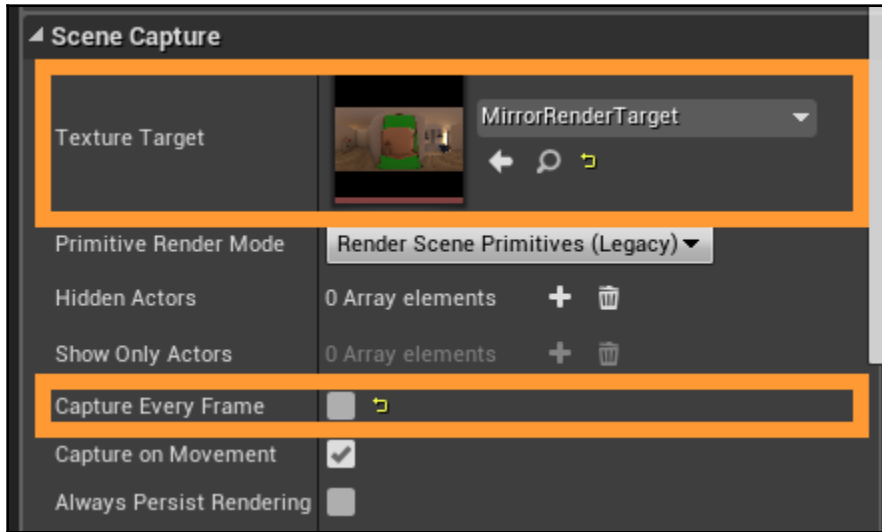 Scene Capture
Texture Target
MirrorRenderTarget
Primitive Render Mode
Render Scene Primitives (Legacy)
Hidden Actors
0 Array elements
Show Only Actors
0 Array elements
Capture Every Frame
Capture on Movement
Always Persist Rendering